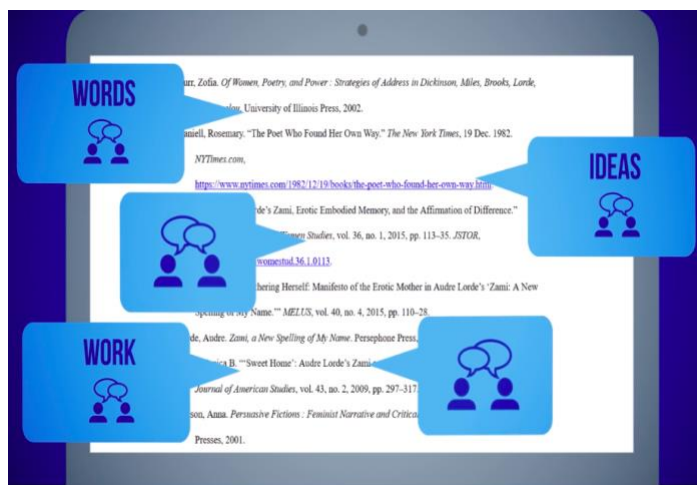 WORDS
urr, Zofia. Of Women, Poetry, and Power : Strategies of Address in Dickinson, Miles, Brooks, Lorde,
University of Illinois Press, 2002.
aniell, Rosemary. “The Poet Who Found Her Own Way.” The New York Times, 19 Dec. 1982.
NYTimes.com,
https://www.nytimes.com/1982/12/19/books/the-poet-who-found-her-own-way.html
IDEAS
rde’s Zami, Erotic Embodied Memory, and the Affirmation of Difference.”
omen Studies, vol. 36, no. 1, 2015, pp. 113–35. JSTOR,
womestud.36.1.0113.
hering Herself: Manifesto of the Erotic Mother in Audre Lorde’s ‘Zami: A New
Spelling of My Name.’” MELUS, vol. 40, no. 4, 2015, pp. 110–28.
WORK
de, Audre. Zami, a New Spelling of My Name. Persephone Press,
ica B. “‘Sweet Home’: Audre Lorde’s Zami
Journal of American Studies, vol. 43, no. 2, 2009, pp. 297–317.
son, Anna. Persuasive Fictions : Feminist Narrative and Critica
Presses, 2001.